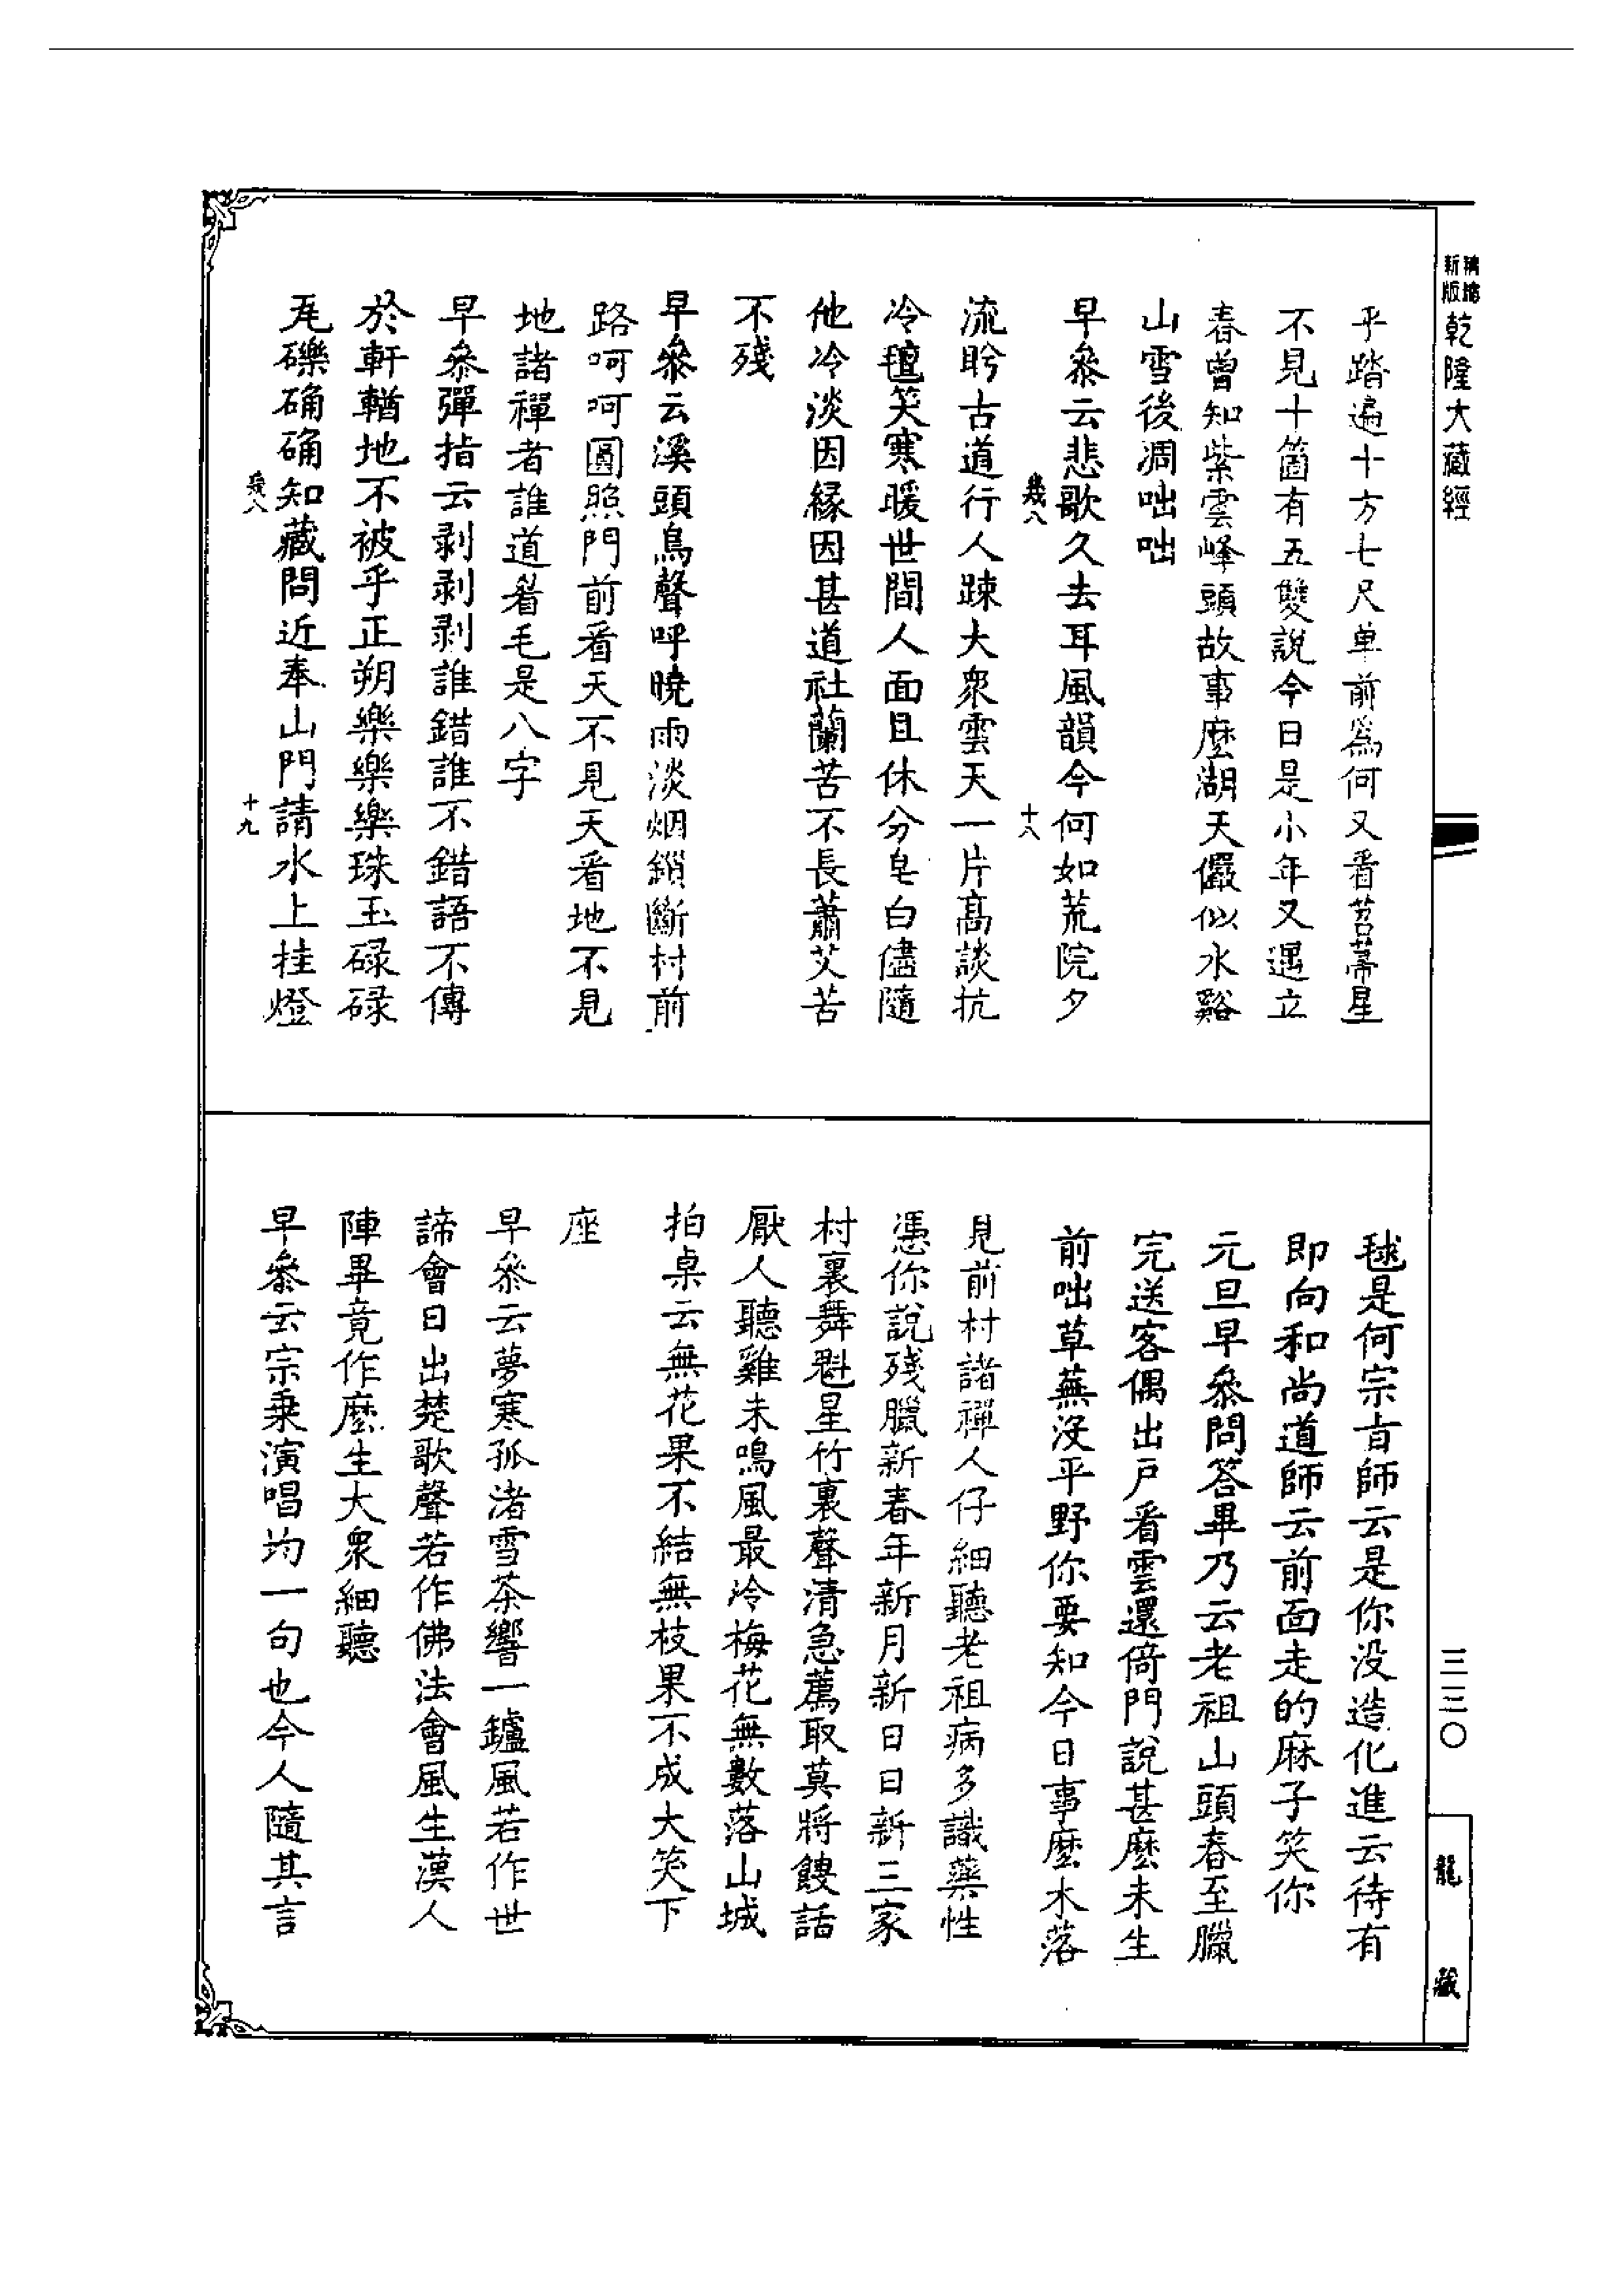 新版
精縮
乾隆大藏經
乎踏遍十方七尺单前為何又看苕菷星
不見十箇有五雙說今日是小年又遇立
春曾知紫雲峰頭故事麼湖天儼似水谿
山雪後凋咄咄
早叅云悲歌久去耳風韻今何如荒院夕
幾八
十八
流盻古道行人踈大衆雲天一片高談抗
冷氊笑寒暖世間人面且休分皂白儘隨
他冷淡因緣因甚道社蘭苦不長蕭艾苦
不殘
早叅云溪頭鳥聲呼曉雨淡烟鎖斷村前
路呵呵圓照門前看天不見天看地不見
地諸禪者誰道眉毛是八字
早叅彈指云剥剥剥誰錯誰不錯語不傳
於軒輶地不被乎正朔樂樂樂珠玉碌碌
瓦礫确确知藏問近奉山門請水上挂燈
幾八
十九
毬是何宗旨師云是你没造化進云待有
即向和尚道師云前面走的麻子笑你
元旦早叅問答畢乃云老祖山頭春至臘
完送客偶出戶看雲還倚門說甚麼未生
前咄草蕪没平野你要知今日事麼木落
見前村諸禪人仔細聽老祖病多識藥性
憑你說殘臘新春年新月新日日新三家
村裏舞魁星竹裏聲清急薦取莫將餿話
厭人聽雞未鳴風最冷梅花無數落山城
拍桌云無花果不結無枝果不成大笑下
座
早叅云夢寒孤渚雪茶響一鑪風若作世
諦會日出楚歌聲若作佛法會風生漢人
陣畢竟作麼生大衆細聽
早叅云宗乗演唱均一句也今人隨其言
三三〇
龍藏